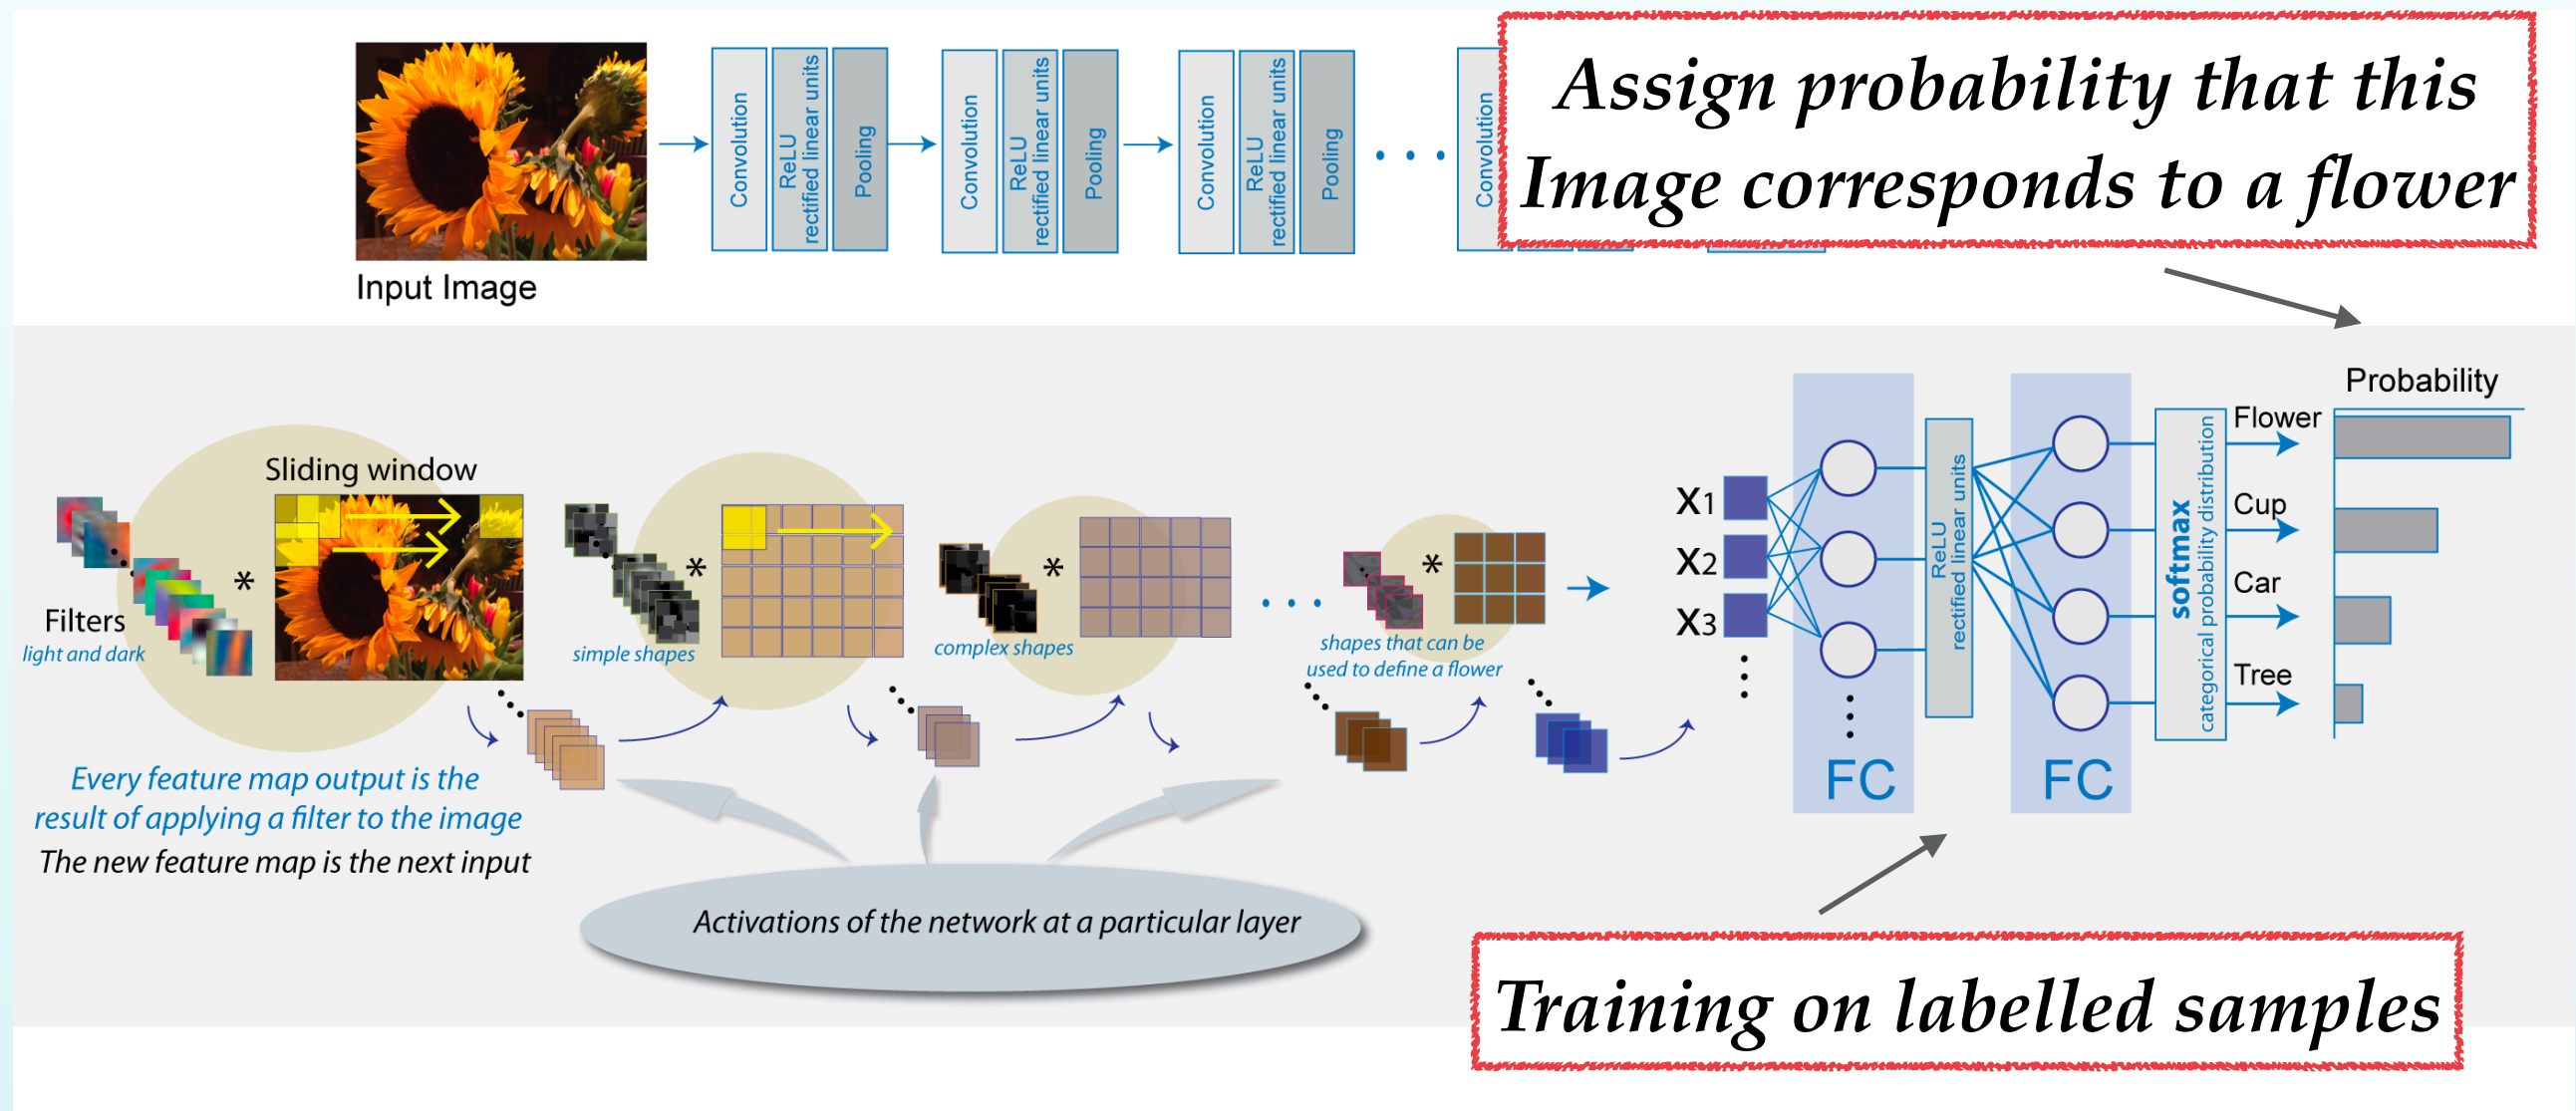 Assign probability that this
Image corresponds to a flower
Convolution
ReLU
rectified linear units
Pooling
Convolution
ReLU
rectified linear units
Pooling
Convolution
ReLU
rectified linear units
Pooling
Convolution
Input Image
Probability
Sliding window
Filters
light and dark
*
simple shapes
*
complex shapes
*
shapes that can be
used to define a flower
*
X1
X2
X3
ReLU
rectified linear units
softmax
categorical probability distribution
Flower
Cup
Car
Tree
FC
FC
Every feature map output is the
result of applying a filter to the image
The new feature map is the next input
Activations of the network at a particular layer
Training on labelled samples